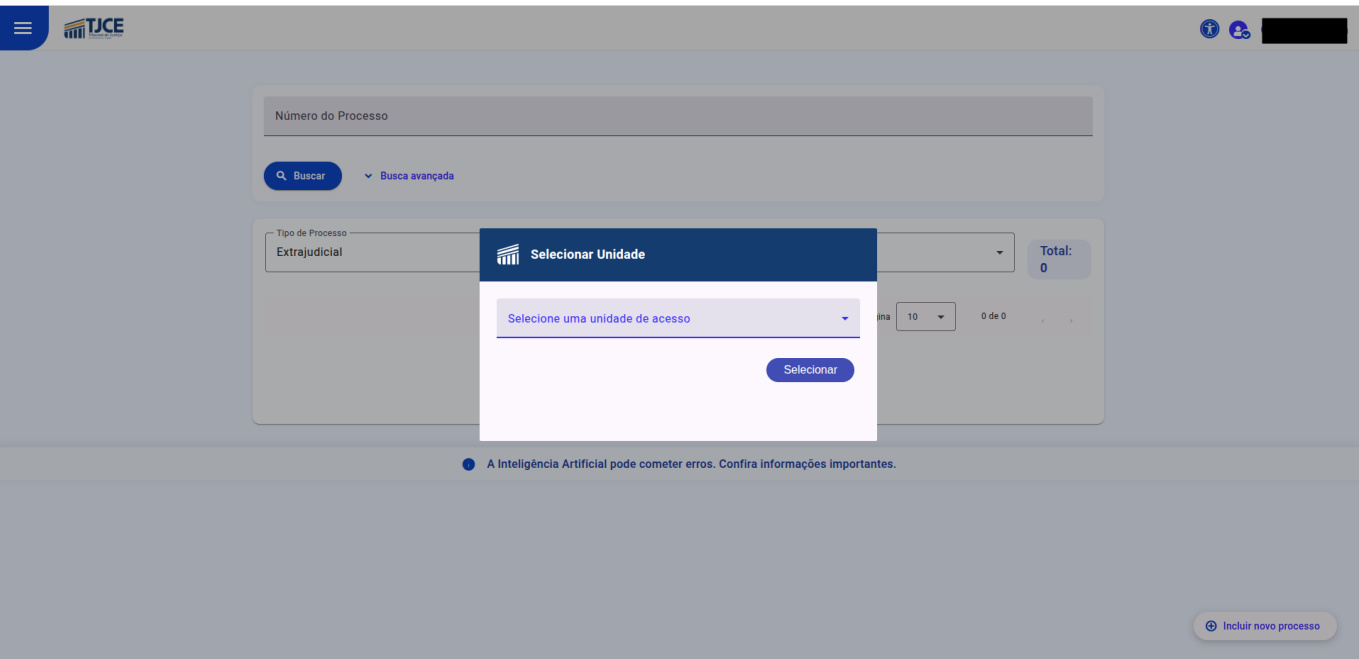 TJCE
Número do Processo
Buscar
Busca avançada
Tipo de Processo
Extrajudicial
Total:
0
Selecionar Unidade
Selecione uma unidade de acesso
Selecionar
10
0 de 0
A Inteligência Artificial pode cometer erros. Confira informações importantes.
Incluir novo processo